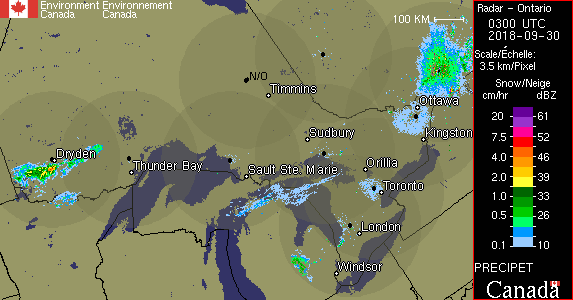 Environment Environnement
Canada Canada
100 KM
N/O
Timmins
Ottawa
Sudbury
Kingston
Dryden
Thunder Bay
Sault Ste. Marie
Orillia
Toronto
London
Windsor
Radar - Ontario
0300 UTC
2018-09-30
Scale/Échelle:
3.5 km/Pixel
Snow/Neige
cm/hr dBZ
20 61
7.5 52
4.0 46
2.0 39
1.0 33
0.5 26
0.1 10
PRECIPET
Canada